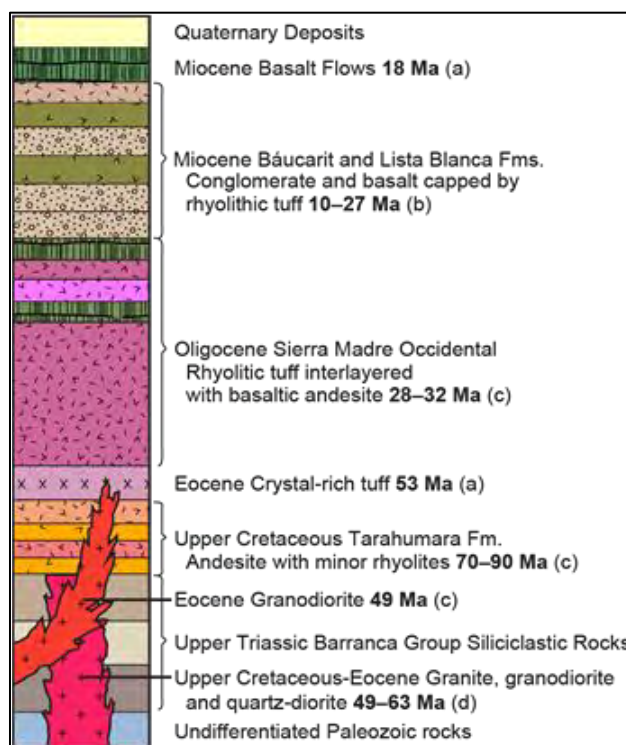 Quaternary Deposits
Miocene Basalt Flows 18 Ma (a)
Miocene Báucarit and Lista Blanca Fms.
Conglomerate and basalt capped by
rhyolithic tuff 10–27 Ma (b)
Oligocene Sierra Madre Occidental
Rhyolitic tuff interlayered
with basaltic andesite 28–32 Ma (c)
Eocene Crystal-rich tuff 53 Ma (a)
Upper Cretaceous Tarahumara Fm.
Andesite with minor rhyolites 70–90 Ma (c)
Eocene Granodiorite 49 Ma (c)
Upper Triassic Barranca Group Siliciclastic Rocks
Upper Cretaceous-Eocene Granite, granodiorite
and quartz-diorite 49–63 Ma (d)
Undifferentiated Paleozoic rocks